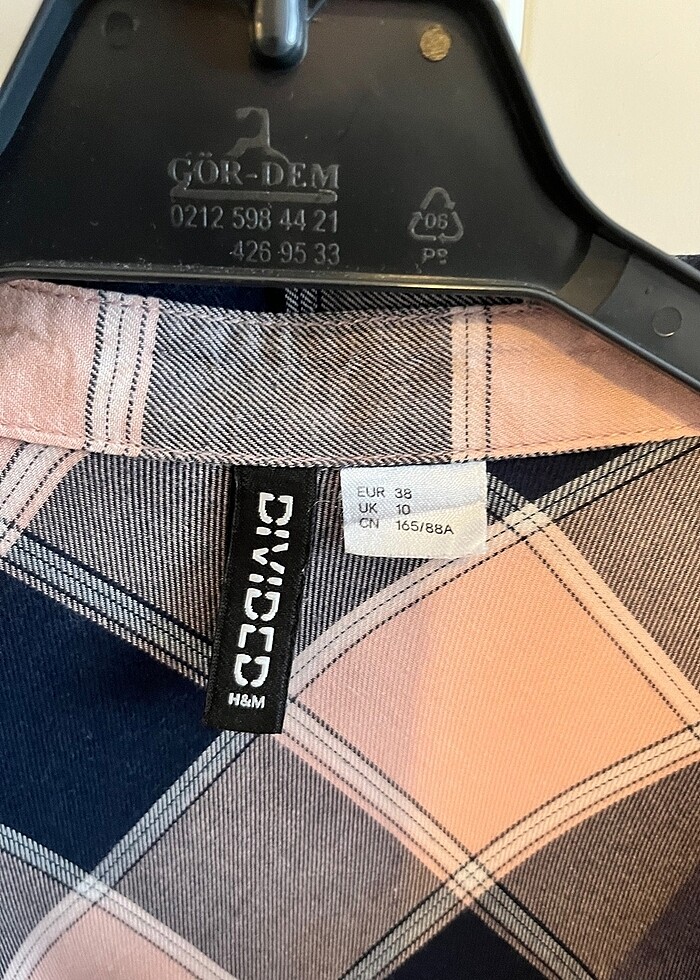 GÖR-DEM
0212 598 44 21
426 95 33
06
PS
EUR 38
UK 10
CN 165/88A
DIVIDED
H&M